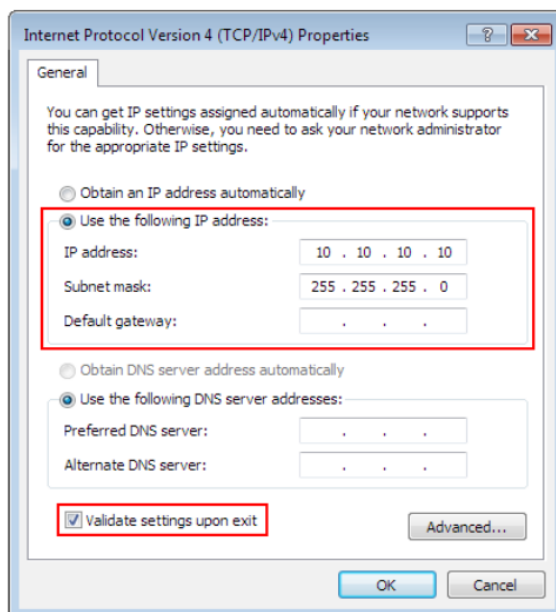 Internet Protocol Version 4 (TCP/IPv4) Properties
?
General
You can get IP settings assigned automatically if your network supports
this capability. Otherwise, you need to ask your network administrator
for the appropriate IP settings.
Obtain an IP address automatically
Use the following IP address:
IP address: 10 . 10 . 10 . 10
Subnet mask: 255 . 255 . 255 . 0
Default gateway: . . .
Obtain DNS server address automatically
Use the following DNS server addresses:
Preferred DNS server: . . .
Alternate DNS server: . . .
Validate settings upon exit
Advanced...
OK Cancel